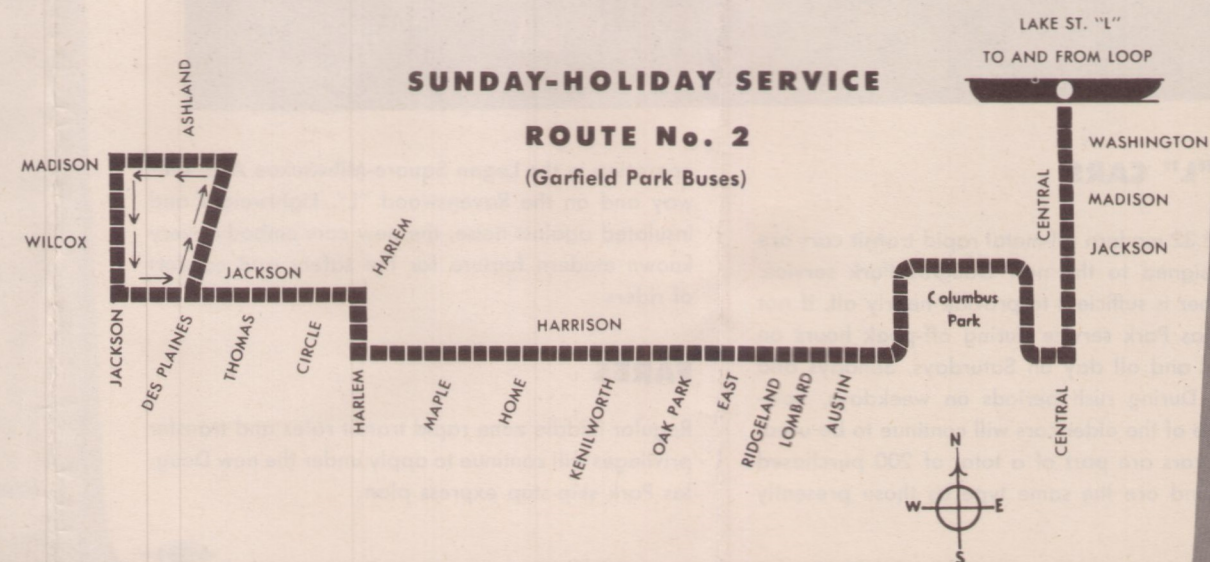 LAKE ST. "L"
TO AND FROM LOOP
SUNDAY-HOLIDAY SERVICE
ROUTE No. 2
(Garfield Park Buses)
ASHLAND
MADISON
WILCOX
JACKSON
HARLEM
HARRISON
Columbus
Park
CENTRAL
WASHINGTON
MADISON
JACKSON
JACKSON
DES PLAINES
THOMAS
CIRCLE
HARLEM
MAPLE
HOME
KENILWORTH
OAK PARK
EAST
RIDGELAND
LOMBARD
AUSTIN
CENTRAL
N
W
E
S